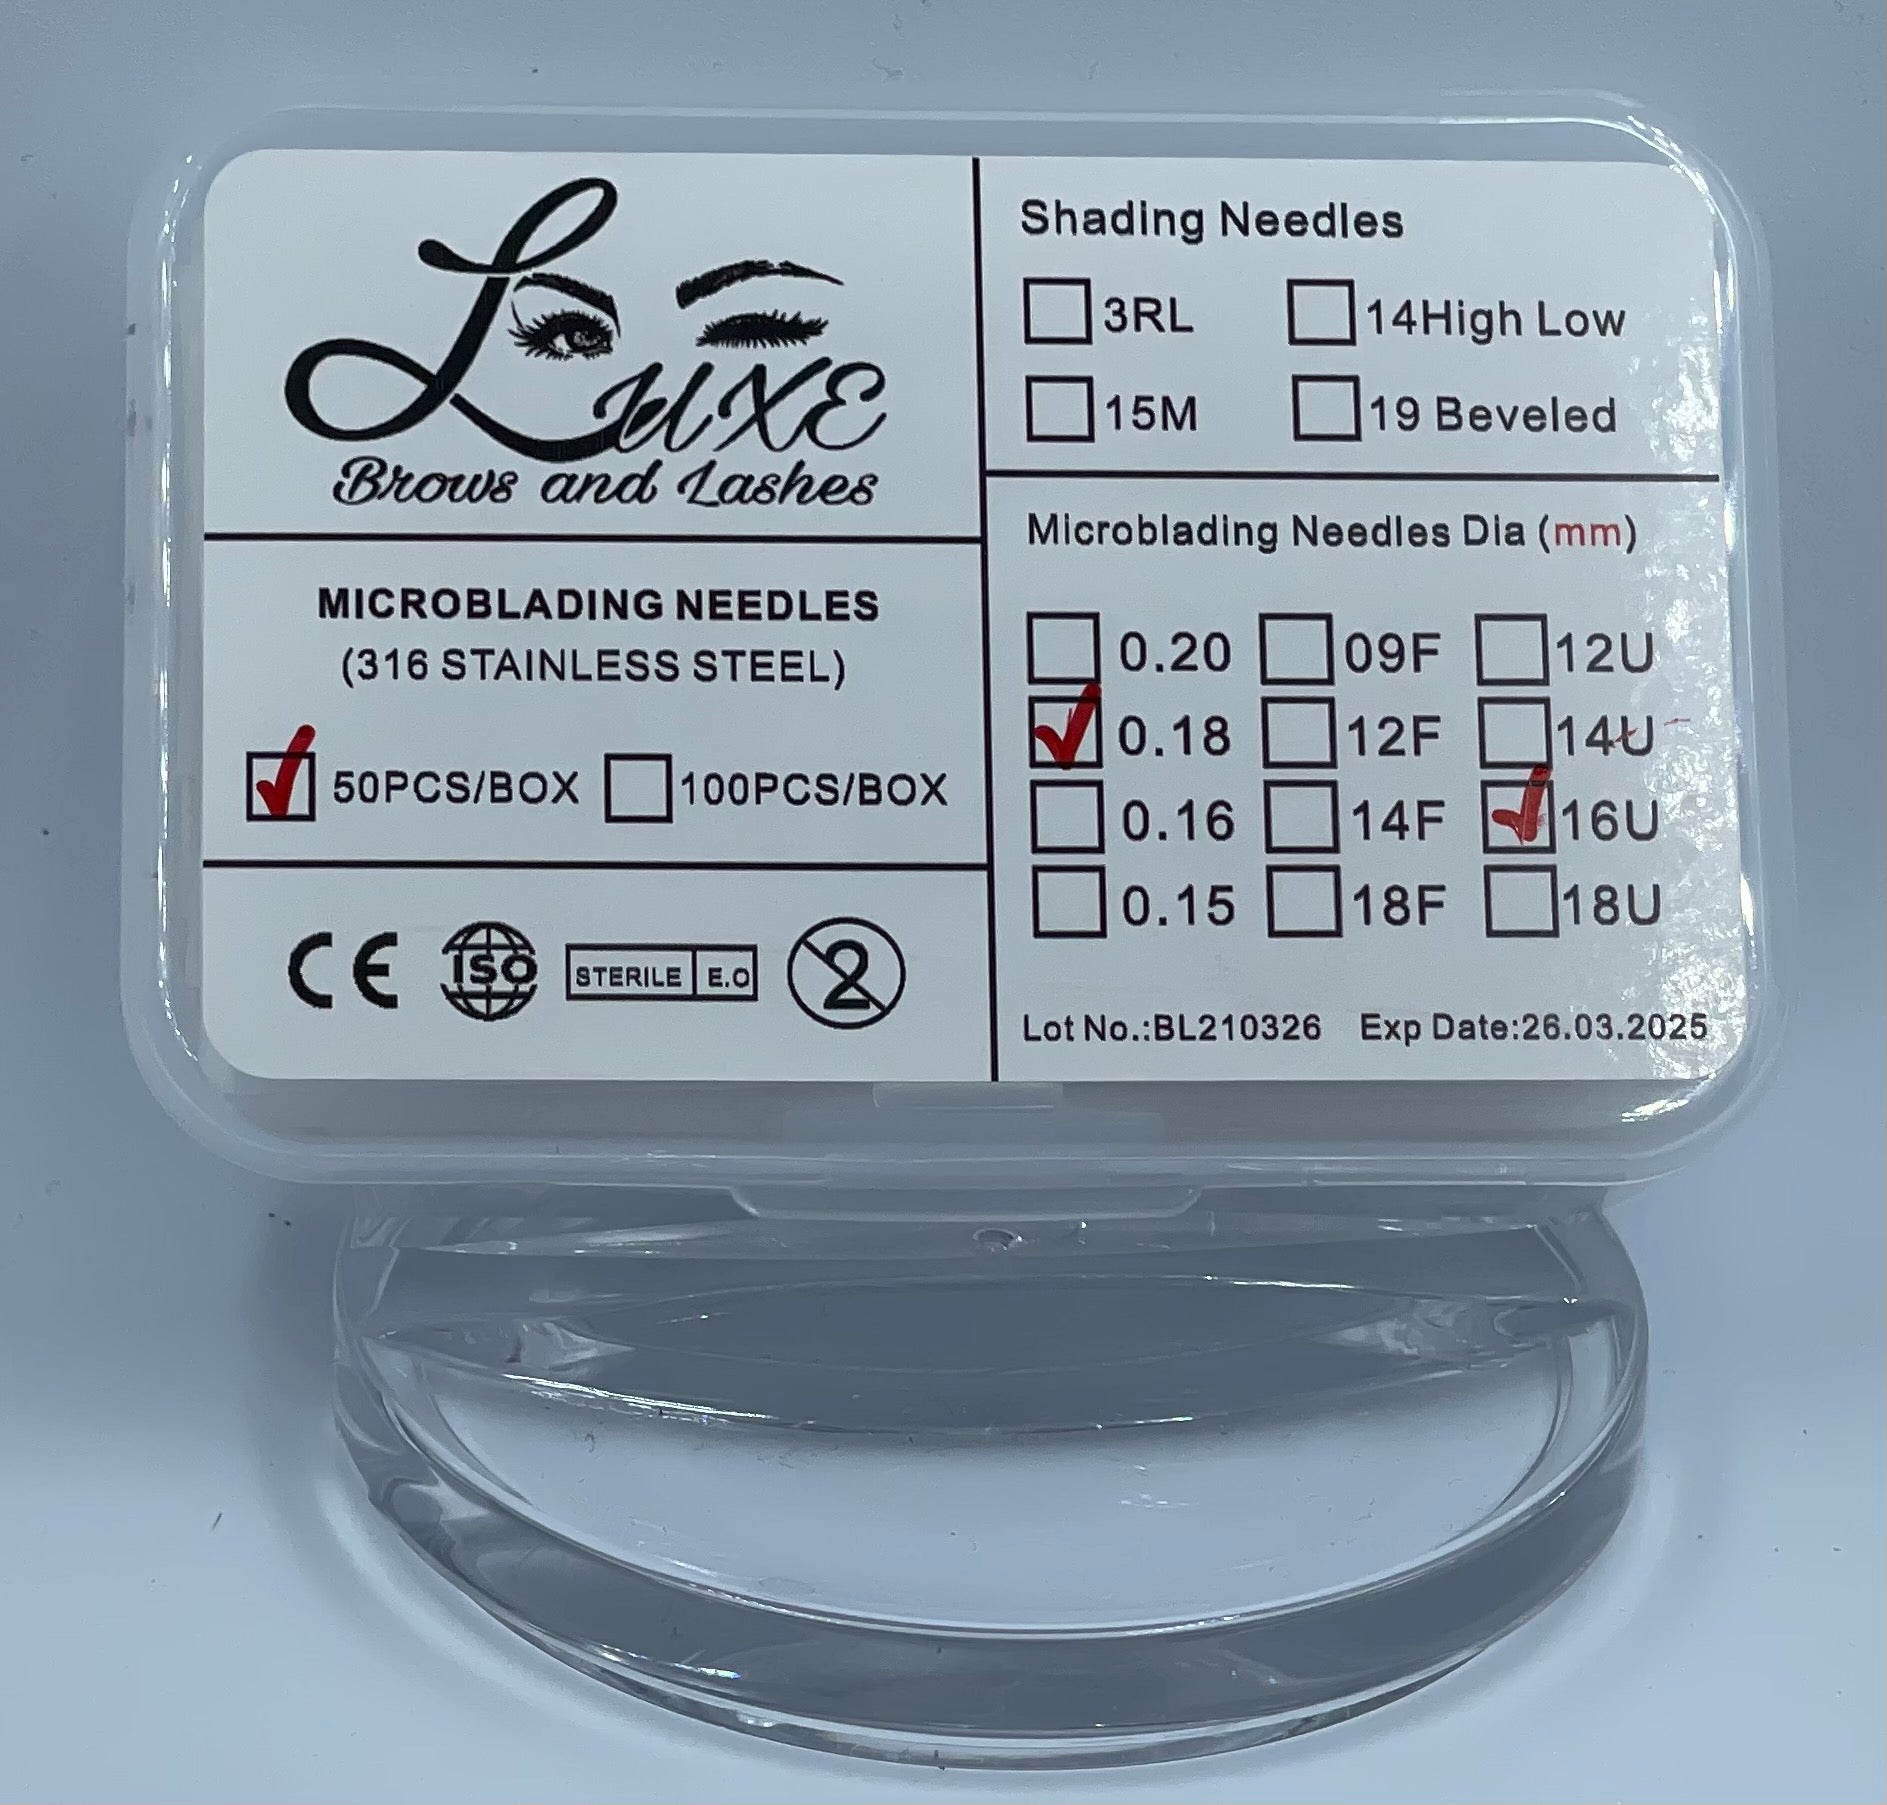 Luxe
Brows and Lashes
MICROBLADING NEEDLES
(316 STAINLESS STEEL)
50PCS/BOX 100PCS/BOX
CE ISO STERILE E.O 2
Shading Needles
3RL 14High Low
15M 19 Beveled
Microblading Needles Dia (mm)
0.20 09F 12U
0.18 12F 14U
0.16 14F 16U
0.15 18F 18U
Lot No.:BL210326 Exp Date:26.03.2025